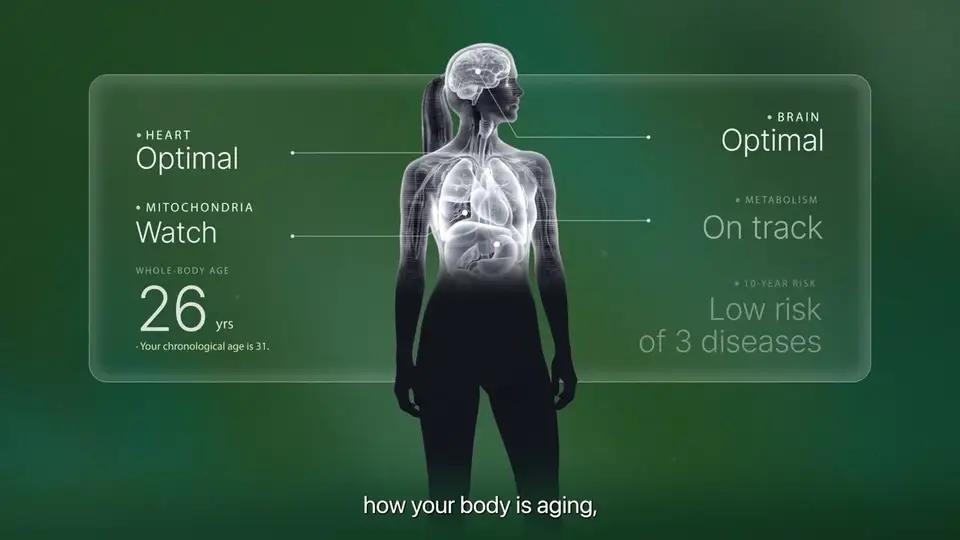 • HEART
Optimal
• MITOCHONDRIA
Watch
WHOLE-BODY AGE
26 yrs
· Your chronological age is 31.
• BRAIN
Optimal
• METABOLISM
On track
• 10-YEAR RISK
Low risk
of 3 diseases
how your body is aging,